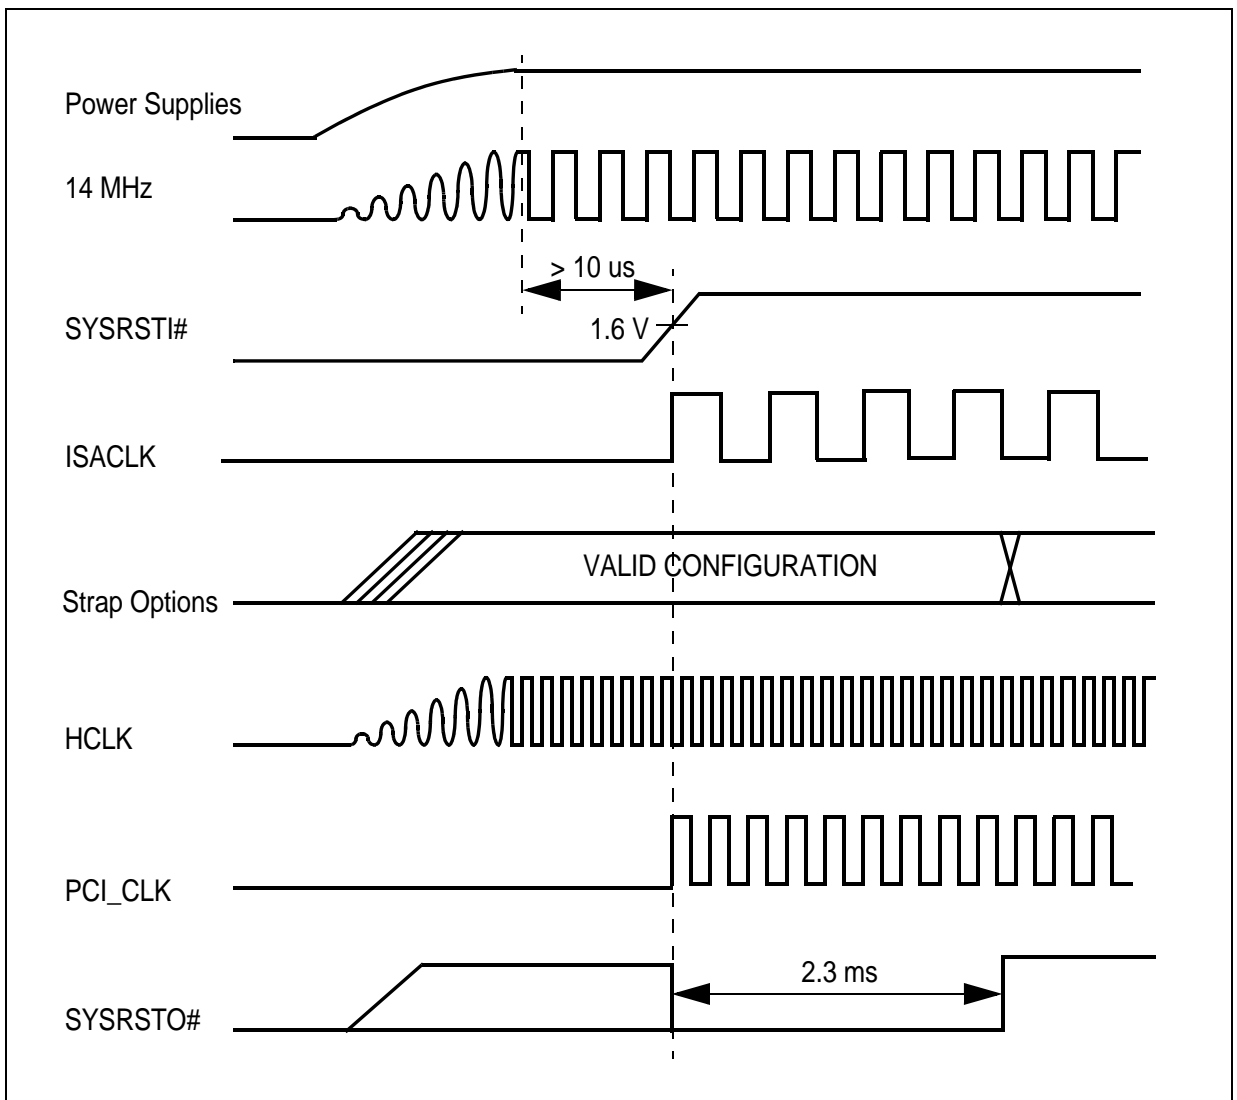 Power Supplies
14 MHz
> 10 us
SYSRSTI#
1.6 V
ISACLK
VALID CONFIGURATION
Strap Options
HCLK
PCI_CLK
2.3 ms
SYSRSTO#